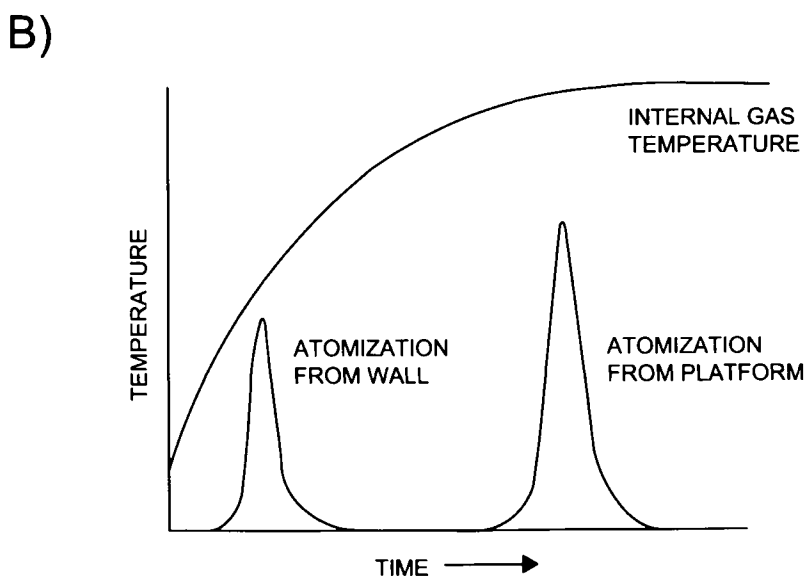 B)
INTERNAL GAS
TEMPERATURE
TEMPERATURE
ATOMIZATION
FROM WALL
ATOMIZATION
FROM PLATFORM
TIME